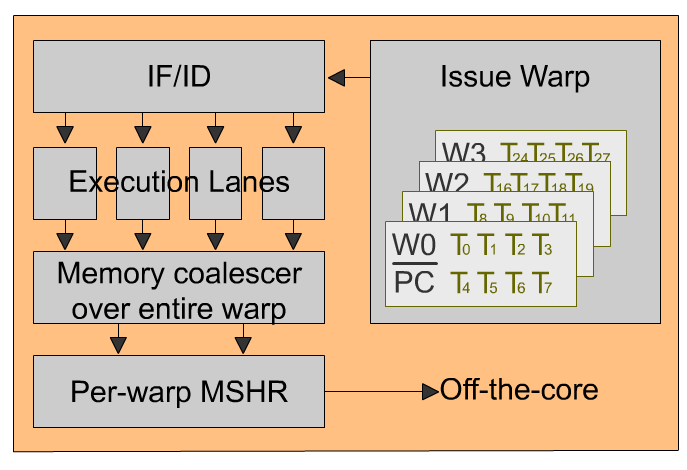 IF/ID
Issue Warp
Execution Lanes
Memory coalescer
over entire warp
Per-warp MSHR
Off-the-core
W3 T24 T25 T26 T27
W2 T16 T17 T18 T19
W1 T8 T9 T10 T11
W0 T0 T1 T2 T3
PC T4 T5 T6 T7